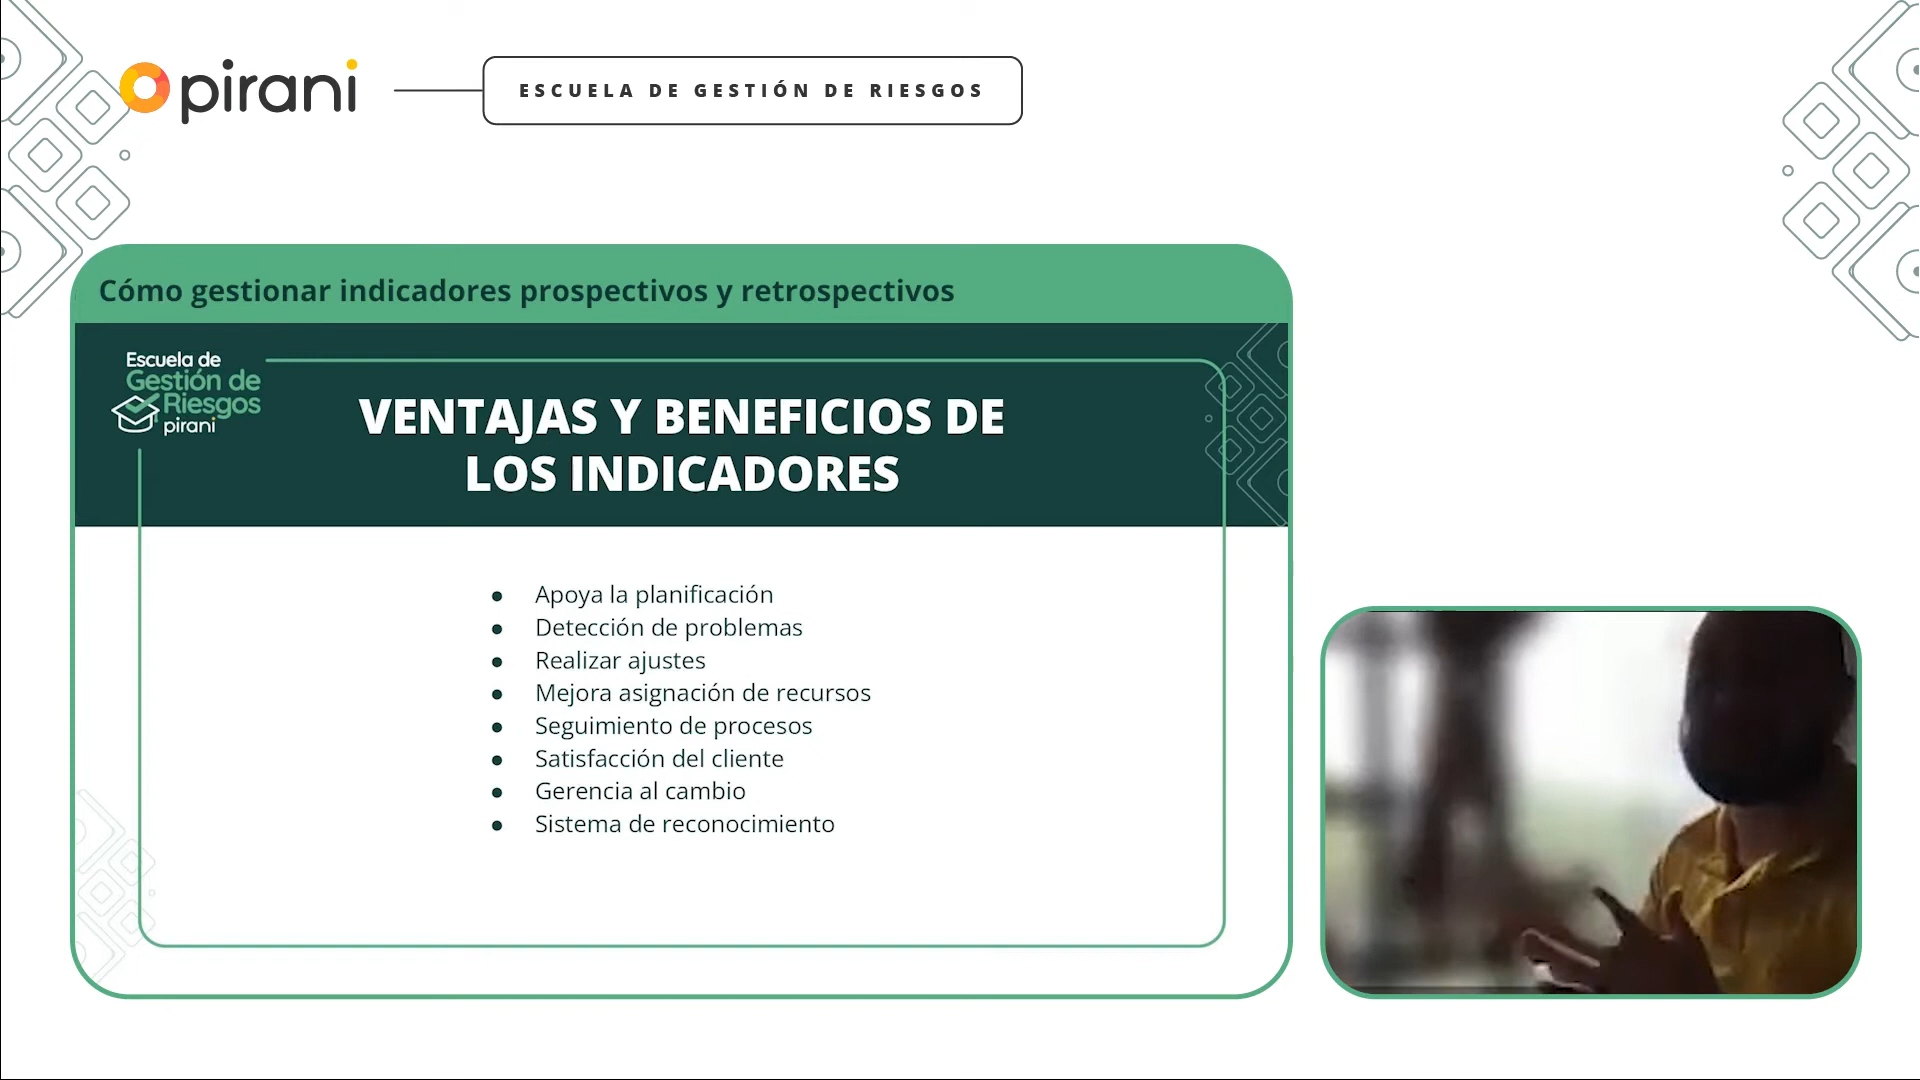 pirani
ESCUELA DE GESTIÓN DE RIESGOS
Cómo gestionar indicadores prospectivos y retrospectivos
Escuela de
Gestión de
Riesgos
pirani
VENTAJAS Y BENEFICIOS DE
LOS INDICADORES
● Apoya la planificación
● Detección de problemas
● Realizar ajustes
● Mejora asignación de recursos
● Seguimiento de procesos
● Satisfacción del cliente
● Gerencia al cambio
● Sistema de reconocimiento